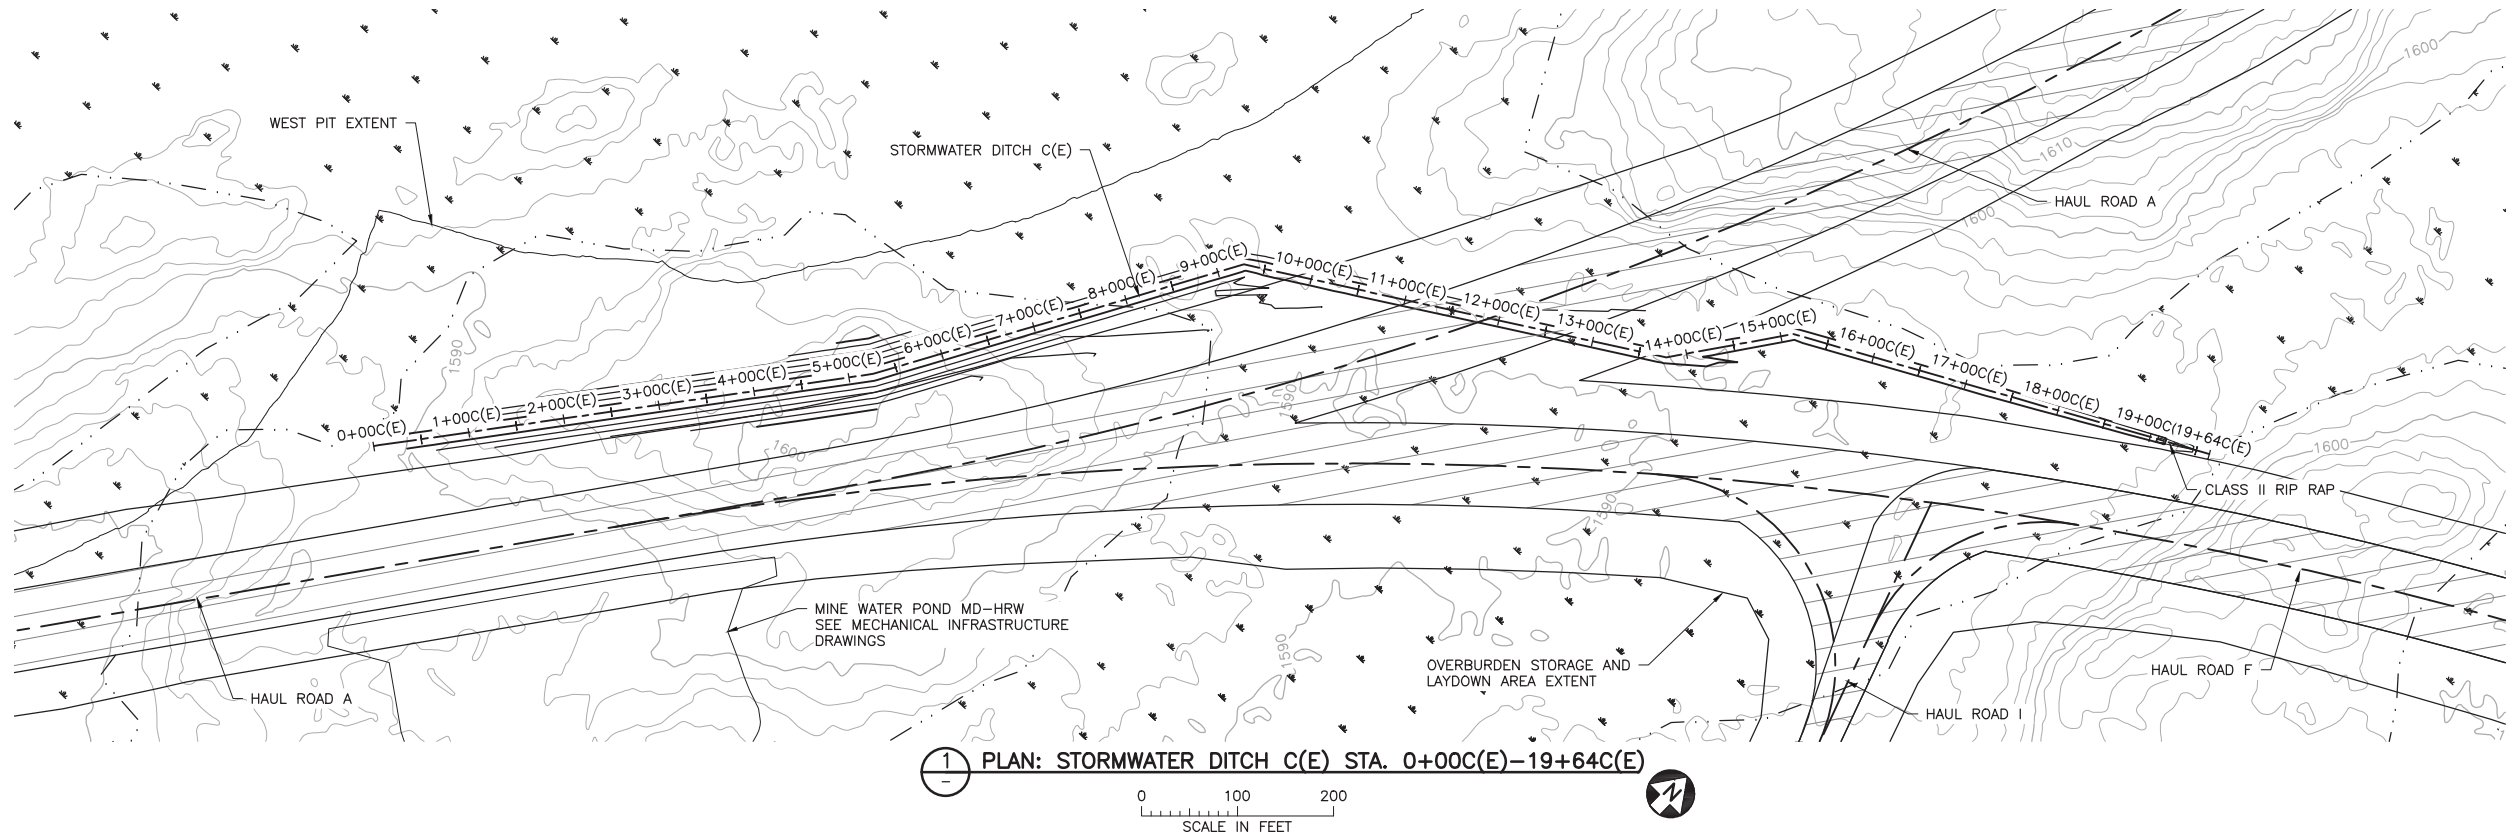 1600
WEST PIT EXTENT
STORMWATER DITCH C(E)
1610
HAUL ROAD A
1600
9+00C(E)
10+00C(E)
8+00C(E)
11+00C(E)
7+00C(E)
12+00C(E)
6+00C(E)
13+00C(E)
15+00C(E)
14+00C(E)
16+00C(E)
1590
5+00C(E)
17+00C(E)
4+00C(E)
3+00C(E)
18+00C(E)
2+00C(E)
1590
1+00C(E)
19+00C(19+64C(E)
0+00C(E)
1600
1600
CLASS II RIP RAP
1590
MINE WATER POND MD-HRW
SEE MECHANICAL INFRASTRUCTURE
DRAWINGS
1590
OVERBURDEN STORAGE AND
LAYDOWN AREA EXTENT
HAUL ROAD F
HAUL ROAD A
HAUL ROAD I
1
-
PLAN: STORMWATER DITCH C(E) STA. 0+00C(E)-19+64C(E)
0 100 200
SCALE IN FEET
N